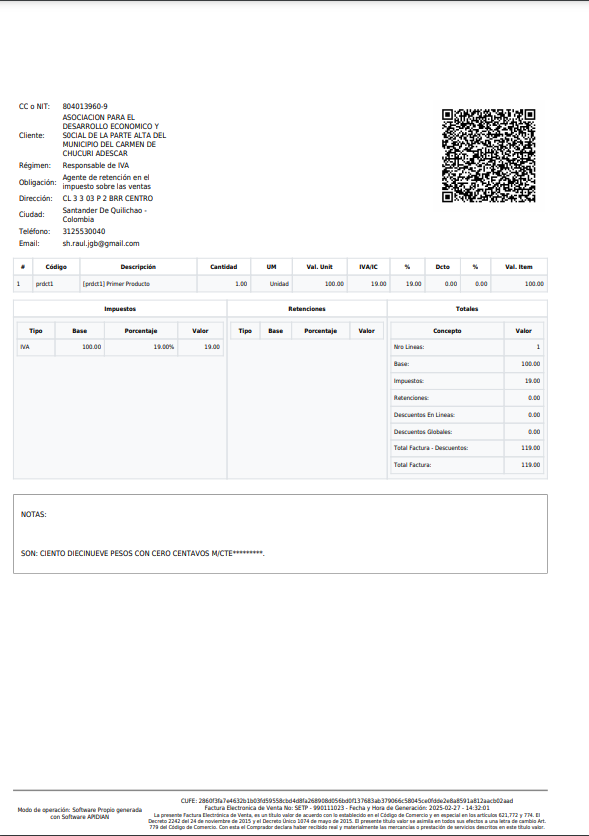 CC o NIT: 804013960-9
Cliente: ASOCIACION PARA EL
DESARROLLO ECONOMICO Y
SOCIAL DE LA PARTE ALTA DEL
MUNICIPIO DEL CARMEN DE
CHUCURI ADESCAR
Régimen: Responsable de IVA
Obligación: Agente de retención en el
impuesto sobre las ventas
Dirección: CL 3 3 03 P 2 BRR CENTRO
Ciudad: Santander De Quilichao -
Colombia
Teléfono: 3125530040
Email: sh.raul.jgb@gmail.com
# Código Descripción Cantidad UM Val. Unit IVA/IC % Dcto % Val. Item
1 prdct1 [prdct1] Primer Producto 1.00 Unidad 100.00 19.00 19.00 0.00 0.00 100.00
Impuestos Retenciones Totales
Tipo Base Porcentaje Valor Tipo Base Porcentaje Valor Concepto Valor
IVA 100.00 19.00% 19.00 Nro Lineas: 1
Base: 100.00
Impuestos: 19.00
Retenciones: 0.00
Descuentos En Lineas: 0.00
Descuentos Globales: 0.00
Total Factura - Descuentos: 119.00
Total Factura: 119.00
NOTAS:
SON: CIENTO DIECINUEVE PESOS CON CERO CENTAVOS M/CTE*********.
Modo de operación: Software Propio generada
con Software APIDIAN
CUFE:
Factura Electronica de Venta No: SETP - 990111023 - Fecha y Hora de Generación: 2025-02-27 - 14:32:01
La presente Factura Electrónica de Venta, es un titulo valor de acuerdo con lo establecido en el Código de Comercio y en especial en los artículos 621,772 y 774. El
Decreto 2242 del 24 de noviembre de 2015 y el Decreto Único 1074 de mayo de 2015. El presente titulo valor se asimila en todos sus efectos a una letra de cambio Art.
779 del Código de Comercio. Con esta el Comprador declara haber recibido real y materialmente las mercancias o prestación de servicios descritos en este titulo valor.